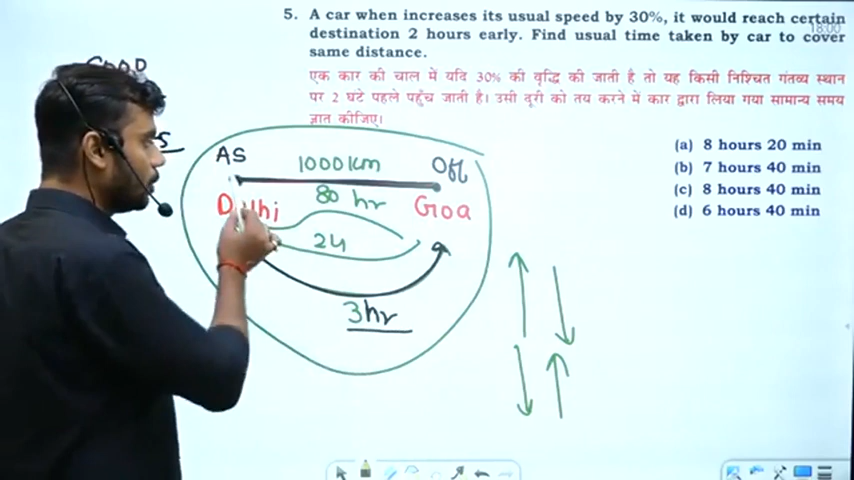 5. A car when increases its usual speed by 30%, it would reach certain
destination 2 hours early. Find usual time taken by car to cover
same distance.
18:00
एक कार की चाल में यदि 30% की वृद्धि की जाती है तो यह किसी निश्चित गंतव्य स्थान
पर 2 घंटे पहले पहुँच जाती है। उसी दूरी को तय करने में कार द्वारा लिया गया सामान्य समय
ज्ञात कीजिए।
(a) 8 hours 20 min
(b) 7 hours 40 min
(c) 8 hours 40 min
(d) 6 hours 40 min
AS
1000km
80 hr
Goa
24
3hr